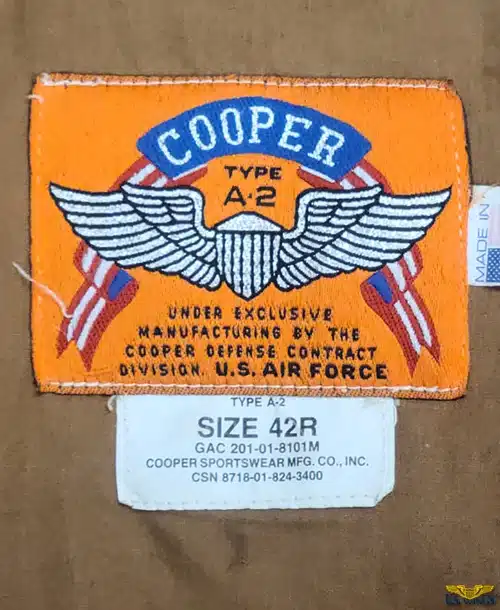 COOPER
TYPE
A-2
UNDER EXCLUSIVE
MANUFACTURING BY THE
COOPER DEFENSE CONTRACT
DIVISION. U.S. AIR FORCE
MADE IN
TYPE A-2
SIZE 42R
GAC 201-01-8101M
COOPER SPORTSWEAR MFG. CO., INC.
CSN 8718-01-824-3400
U.S. WINGS